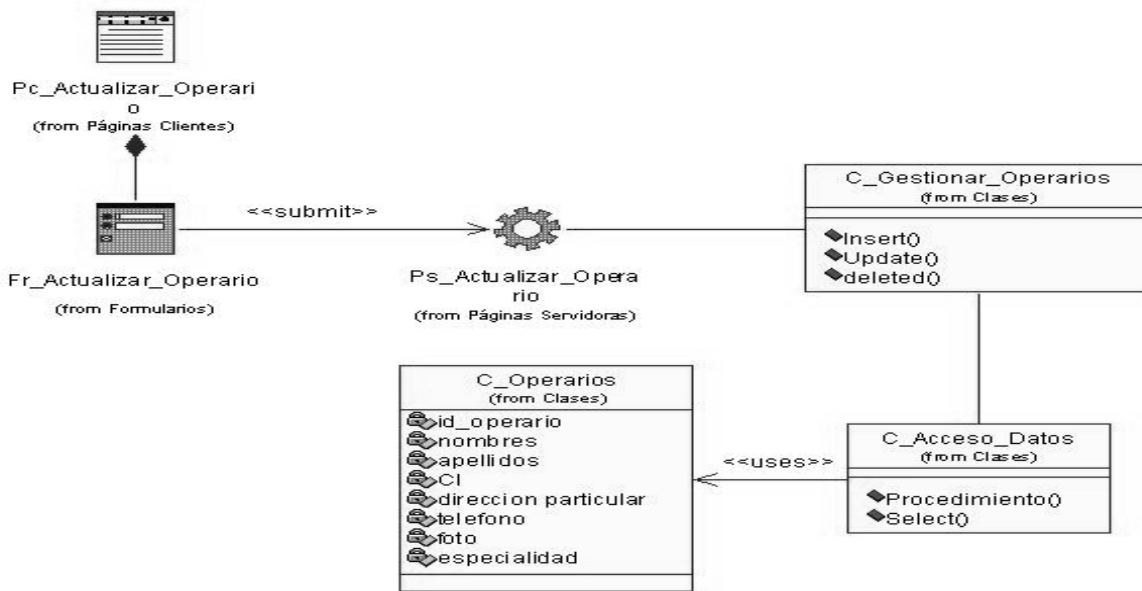 Pc_Actualizar_Operari
o
(from Páginas Clientes)
Fr_Actualizar_Operario
(from Formularios)
<<submit>>
Ps_Actualizar_Opera
rio
(from Páginas Servidoras)
C_Gestionar_Operarios
(from Clases)
Insert()
Update()
deleted()
C_Operarios
(from Clases)
id_operario
nombres
apellidos
CI
direccion particular
telefono
foto
especialidad
<<uses>>
C_Acceso_Datos
(from Clases)
Procedimiento()
Select()